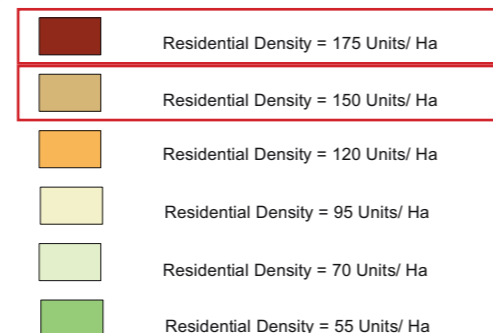 Residential Density = 175 Units/ Ha
Residential Density = 150 Units/ Ha
Residential Density = 120 Units/ Ha
Residential Density = 95 Units/ Ha
Residential Density = 70 Units/ Ha
Residential Density = 55 Units/ Ha